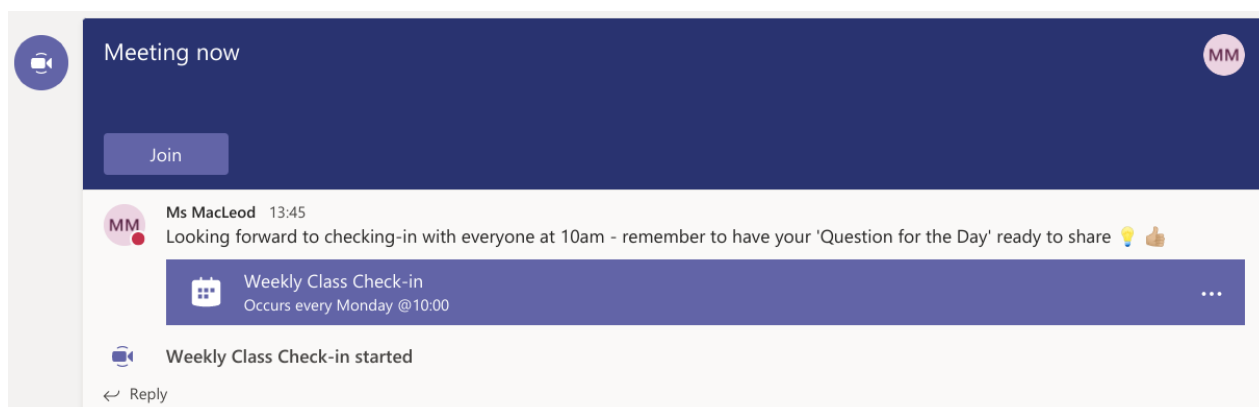 Meeting now
MM
Join
MM
Ms MacLeod 13:45
Looking forward to checking-in with everyone at 10am - remember to have your 'Question for the Day' ready to share 💡 👍🏼
Weekly Class Check-in
Occurs every Monday @10:00
Weekly Class Check-in started
Reply